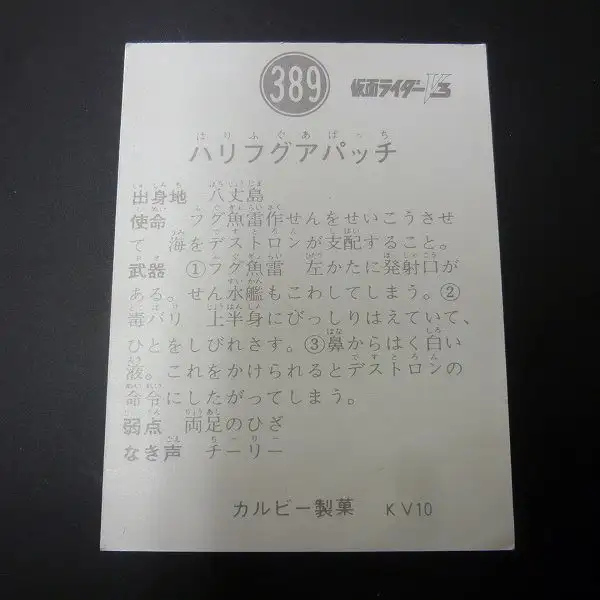 389 仮面ライダーV3
はりふぐあぱっち
ハリフグアパッチ
出身地 八丈島
使命 フグ魚雷作せんをせいこうさせ
て 海をデストロンが支配すること。
武器 ①フグ魚雷 左かたに発射口が
ある。せん水艦もこわしてしまう。②
毒バリ 上半身にびっしりはえていて、
ひとをしびれさす。③鼻からはく白い
液。これをかけられるとデストロンの
命令にしたがってしまう。
弱点 両足のひざ
なき声 チーリー
カルビー製菓 KV10